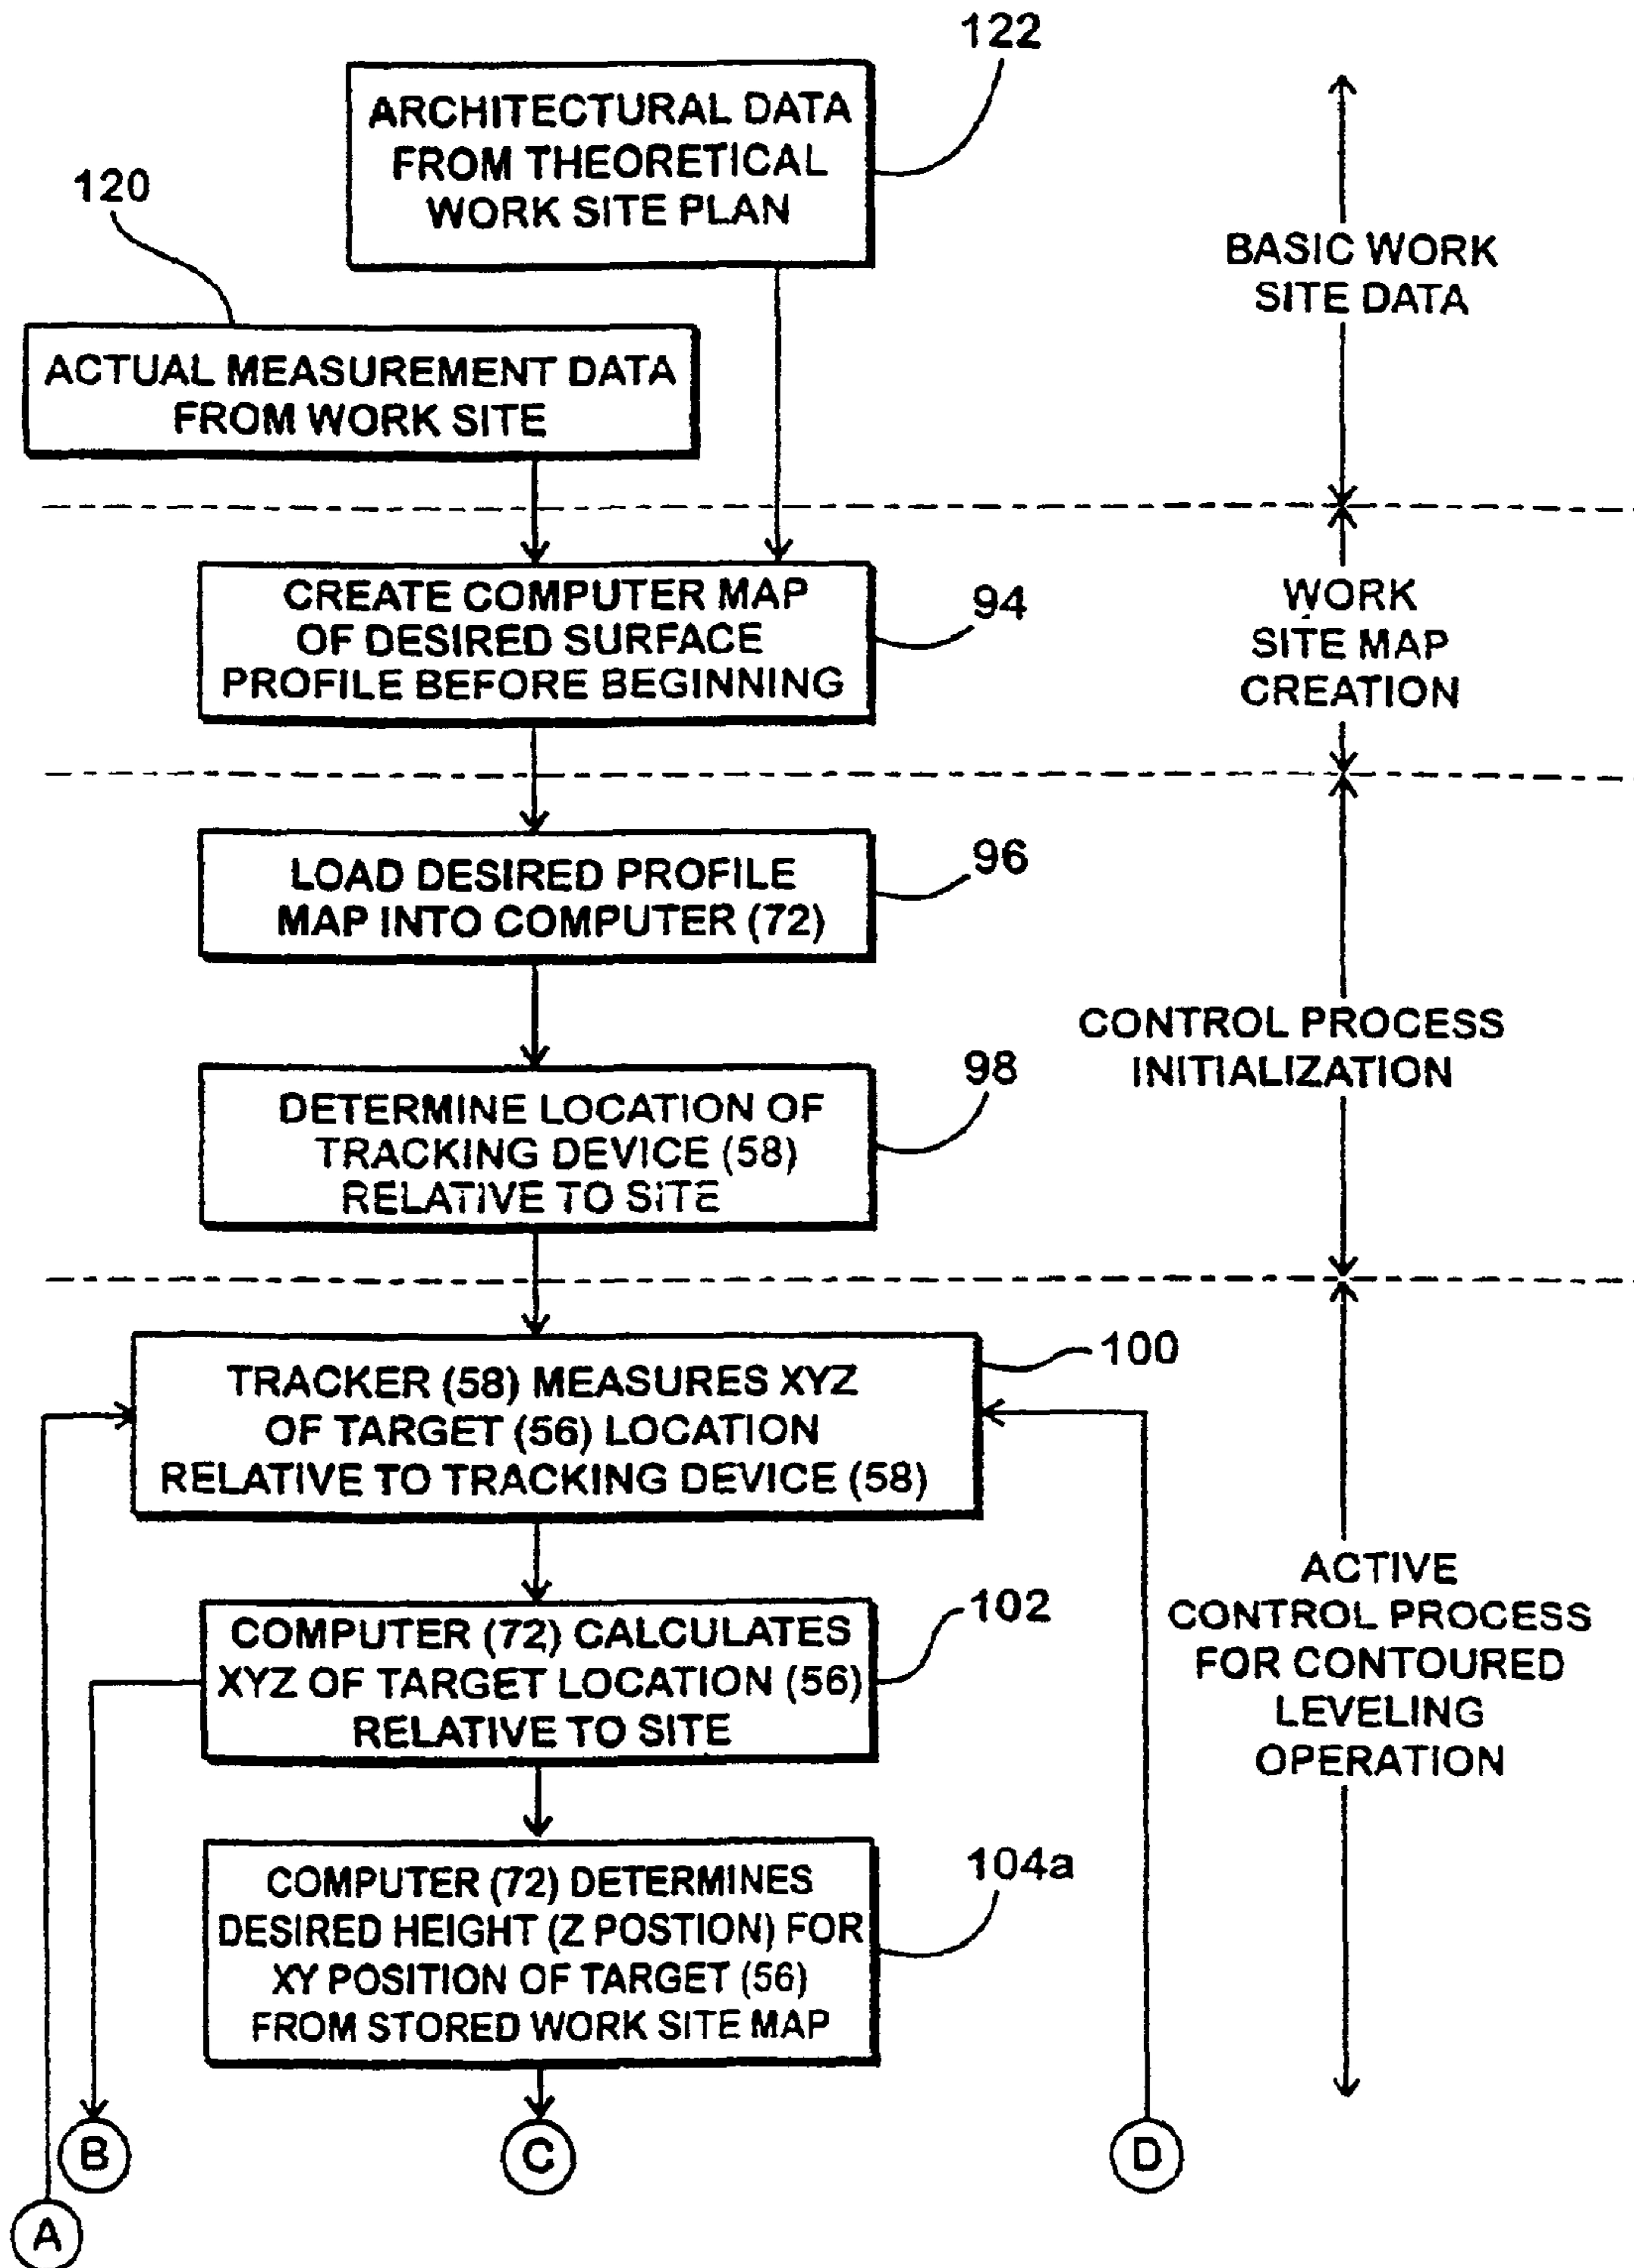 122
ARCHITECTURAL DATA
FROM THEORETICAL
WORK SITE PLAN
120
ACTUAL MEASUREMENT DATA
FROM WORK SITE
BASIC WORK
SITE DATA
CREATE COMPUTER MAP
OF DESIRED SURFACE
PROFILE BEFORE BEGINNING
94
WORK
SITE MAP
CREATION
LOAD DESIRED PROFILE
MAP INTO COMPUTER (72)
96
DETERMINE LOCATION OF
TRACKING DEVICE (58)
RELATIVE TO SITE
98
CONTROL PROCESS
INITIALIZATION
TRACKER (58) MEASURES XYZ
OF TARGET (56) LOCATION
RELATIVE TO TRACKING DEVICE (58)
100
COMPUTER (72) CALCULATES
XYZ OF TARGET LOCATION (56)
RELATIVE TO SITE
102
ACTIVE
CONTROL PROCESS
FOR CONTOURED
LEVELING
OPERATION
COMPUTER (72) DETERMINES
DESIRED HEIGHT (Z POSTION) FOR
XY POSITION OF TARGET (56)
FROM STORED WORK SITE MAP
104a
B
C
D
A